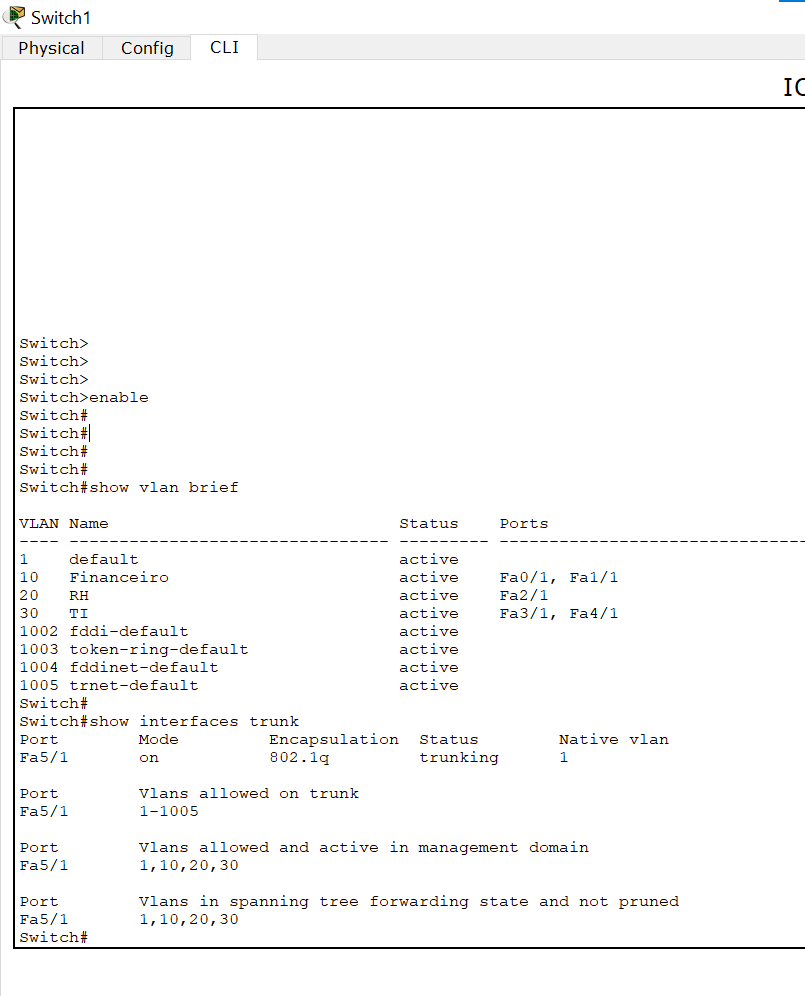 Switch1
Physical Config CLI
IO
Switch>
Switch>
Switch>
Switch>enable
Switch#
Switch#
Switch#
Switch#
Switch#show vlan brief
VLAN Name                             Status    Ports
---- -------------------------------- --------- -------------------------------
1    default                          active
10   Financeiro                       active    Fa0/1, Fa1/1
20   RH                               active    Fa2/1
30   TI                               active    Fa3/1, Fa4/1
1002 fddi-default                     active
1003 token-ring-default               active
1004 fddinet-default                  active
1005 trnet-default                    active
Switch#
Switch#show interfaces trunk
Port        Mode         Encapsulation  Status        Native vlan
Fa5/1       on           802.1q         trunking      1
Port        Vlans allowed on trunk
Fa5/1       1-1005
Port        Vlans allowed and active in management domain
Fa5/1       1,10,20,30
Port        Vlans in spanning tree forwarding state and not pruned
Fa5/1       1,10,20,30
Switch#